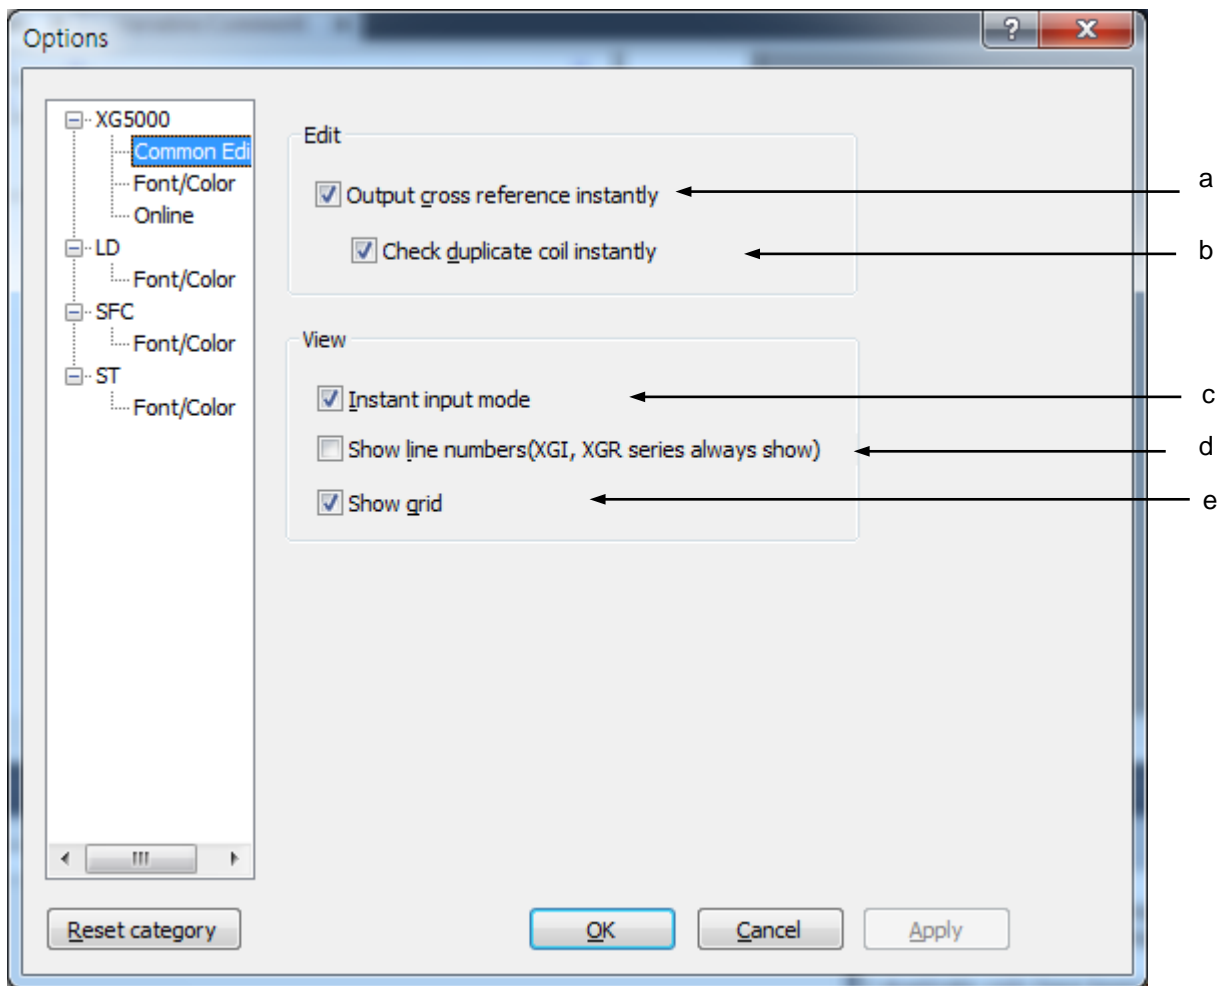 Options
?
X
XG5000
Common Edi
Font/Color
Online
LD
Font/Color
SFC
Font/Color
ST
Font/Color
Edit
Output cross reference instantly
a
Check duplicate coil instantly
b
View
Instant input mode
c
Show line numbers(XGI, XGR series always show)
d
Show grid
e
Reset category
OK
Cancel
Apply